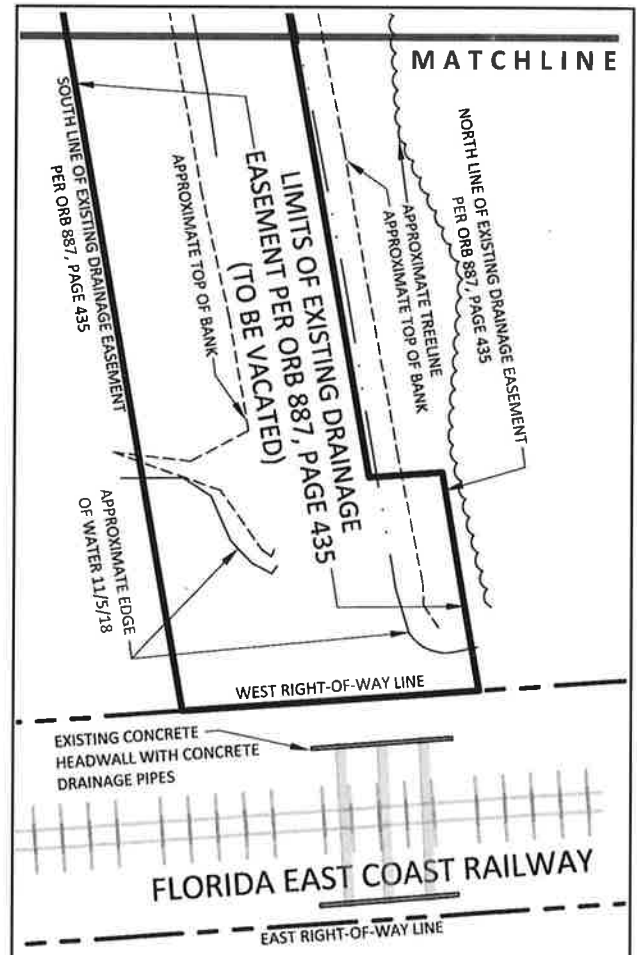 MATCHLINE
SOUTH LINE OF EXISTING DRAINAGE EASEMENT
PER ORB 887, PAGE 435
APPROXIMATE TOP OF BANK
LIMITS OF EXISTING DRAINAGE
EASEMENT PER ORB 887, PAGE 435
(TO BE VACATED)
APPROXIMATE TREELINE
APPROXIMATE TOP OF BANK
NORTH LINE OF EXISTING DRAINAGE EASEMENT
PER ORB 887, PAGE 435
APPROXIMATE EDGE
OF WATER 11/5/18
WEST RIGHT-OF-WAY LINE
EXISTING CONCRETE
HEADWALL WITH CONCRETE
DRAINAGE PIPES
FLORIDA EAST COAST RAILWAY
EAST RIGHT-OF-WAY LINE